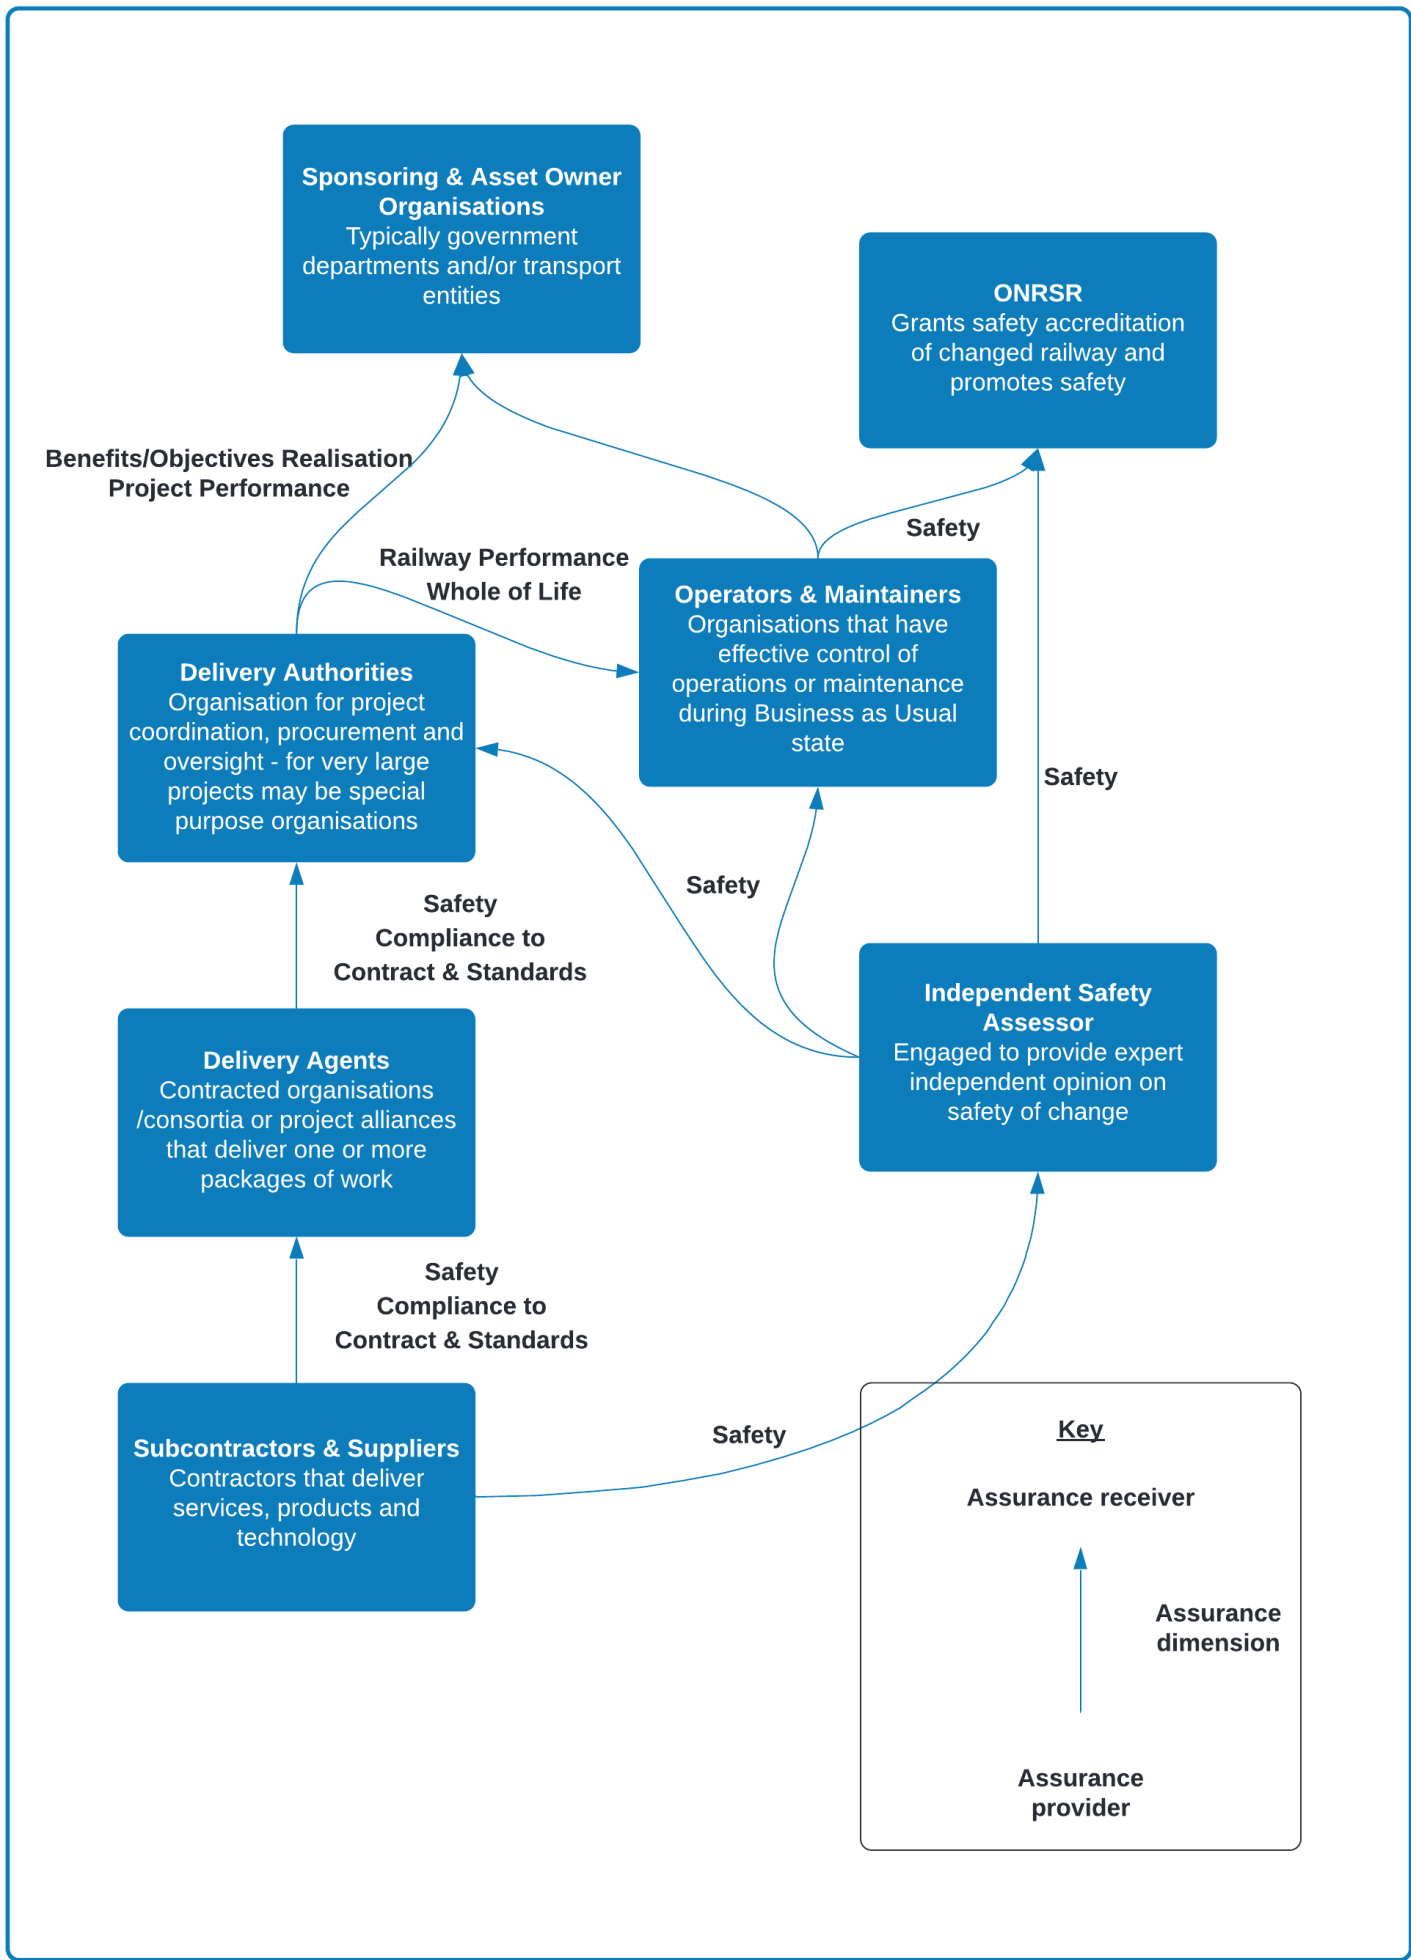 Sponsoring & Asset Owner
Organisations
Typically government
departments and/or transport
entities
ONRSR
Grants safety accreditation
of changed railway and
promotes safety
Benefits/Objectives Realisation
Project Performance
Safety
Railway Performance
Whole of Life
Operators & Maintainers
Organisations that have
effective control of
operations or maintenance
during Business as Usual
state
Delivery Authorities
Organisation for project
coordination, procurement and
oversight - for very large
projects may be special
purpose organisations
Safety
Safety
Safety
Compliance to
Contract & Standards
Independent Safety
Assessor
Engaged to provide expert
independent opinion on
safety of change
Delivery Agents
Contracted organisations
/consortia or project alliances
that deliver one or more
packages of work
Safety
Compliance to
Contract & Standards
Subcontractors & Suppliers
Contractors that deliver
services, products and
technology
Safety
Key
Assurance receiver
Assurance
dimension
Assurance
provider